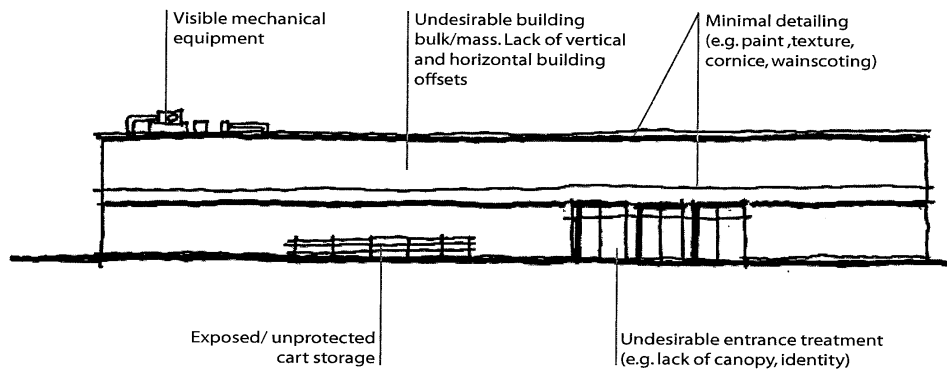 Visible mechanical
equipment
Undesirable building
bulk/mass. Lack of vertical
and horizontal building
offsets
Minimal detailing
(e.g. paint ,texture,
cornice, wainscoting)
Exposed/ unprotected
cart storage
Undesirable entrance treatment
(e.g. lack of canopy, identity)